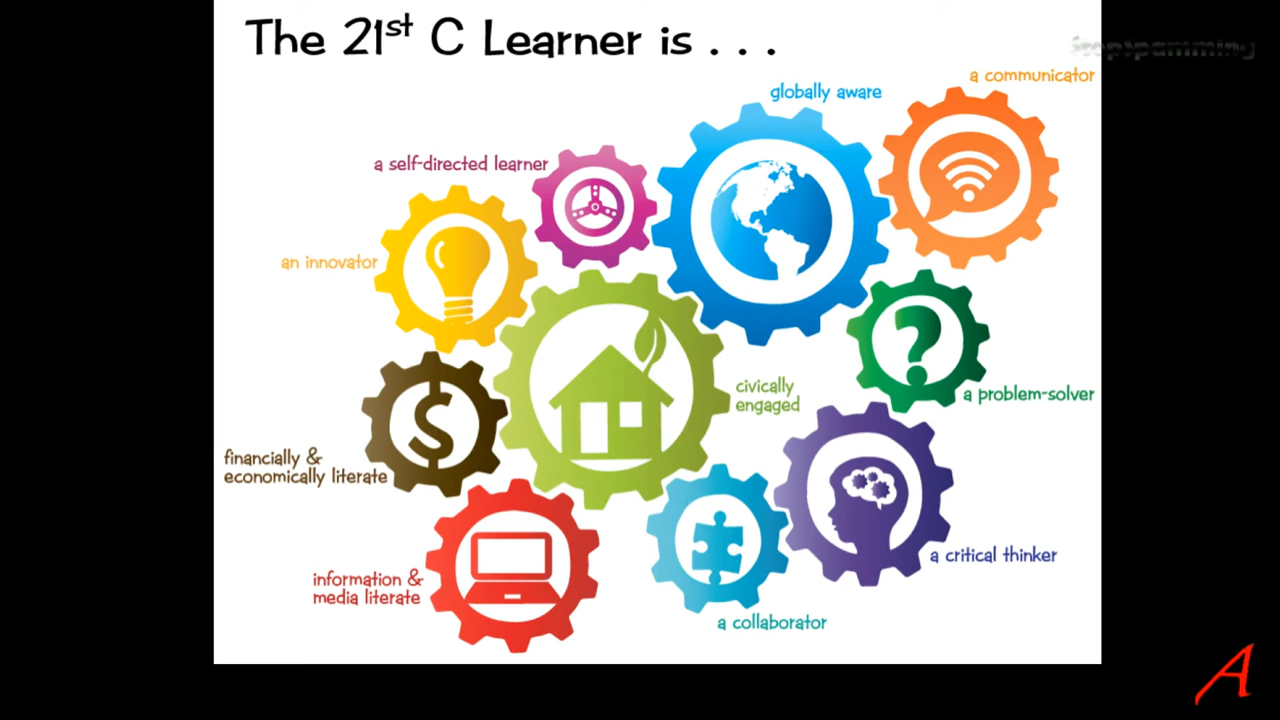 The 21st C Learner is . . .
StopSpamming
a communicator
globally aware
a self-directed learner
an innovator
civically
engaged
a problem-solver
financially &
economically literate
a critical thinker
information &
media literate
a collaborator
A